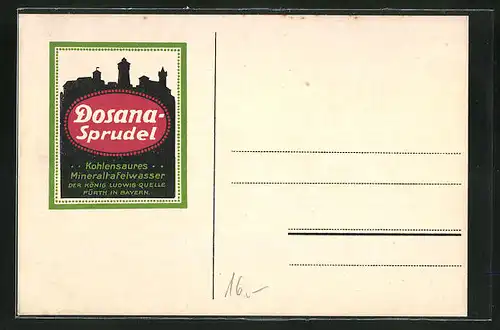 Dosana-
Sprudel
Kohlensaures
Mineraltafelwasser
DER KÖNIG LUDWIG QUELLE
FÜRTH IN BAYERN.
16.-